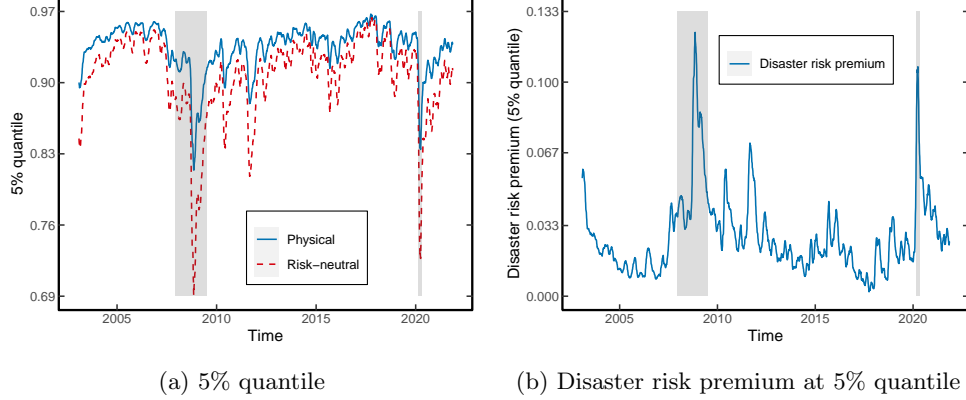 0.97
0.90
0.83
0.76
0.69
5% quantile
Physical
Risk−neutral
2005
2010
2015
2020
Time
(a) 5% quantile
0.133
0.100
0.067
0.033
0.000
Disaster risk premium (5% quantile)
Disaster risk premium
2005
2010
2015
2020
Time
(b) Disaster risk premium at 5% quantile